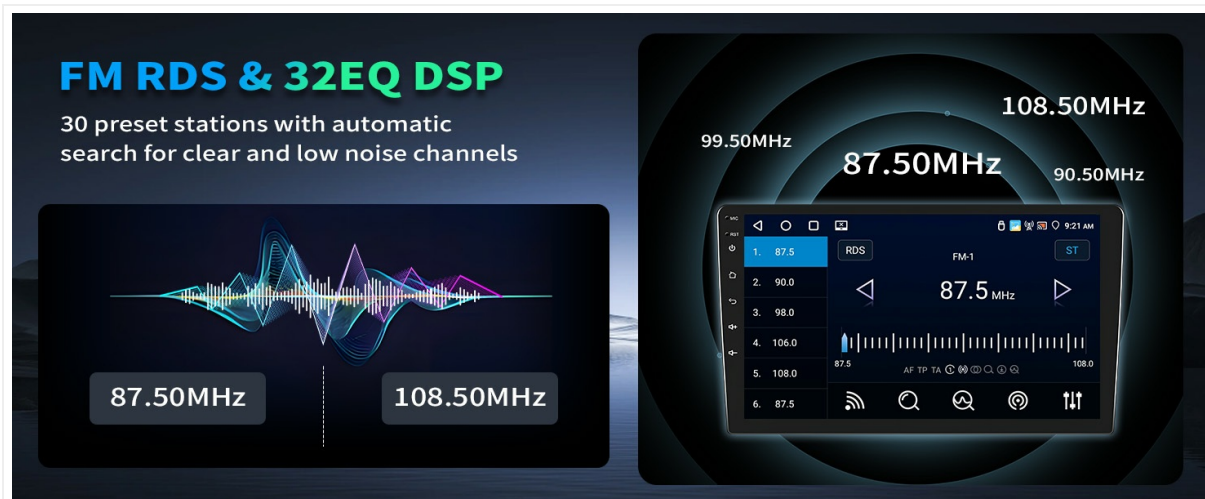 FM RDS & 32EQ DSP
30 preset stations with automatic
search for clear and low noise channels
87.50MHz
108.50MHz
108.50MHz
99.50MHz
87.50MHz
90.50MHz
MIC
RST
9:21 AM
1. 87.5
2. 90.0
3. 98.0
4. 106.0
5. 108.0
6. 87.5
RDS
FM-1
ST
87.5 MHz
87.5
108.0
AF TP TA